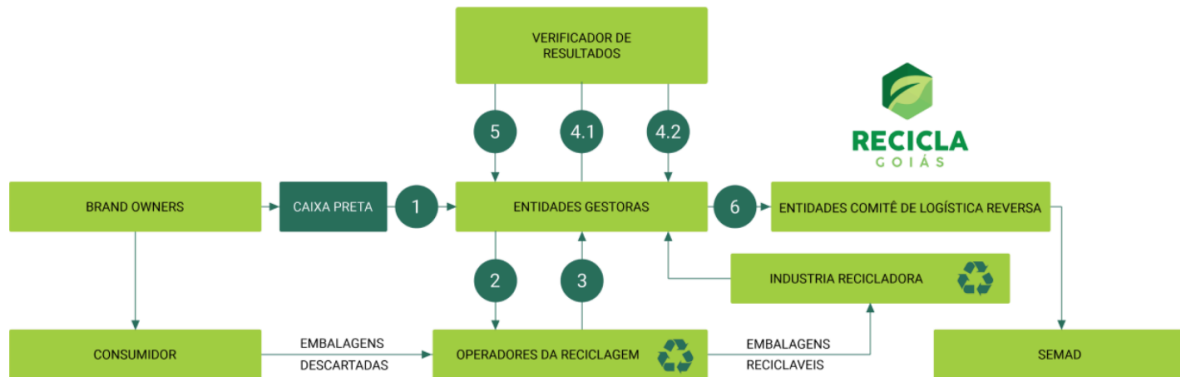 VERIFICADOR DE
RESULTADOS
5
4.1
4.2
RECICLA
GOIÁS
BRAND OWNERS
CAIXA PRETA
1
ENTIDADES GESTORAS
6
ENTIDADES COMITÊ DE LOGÍSTICA REVERSA
2
3
INDUSTRIA RECICLADORA
CONSUMIDOR
EMBALAGENS
DESCARTADAS
OPERADORES DA RECICLAGEM
EMBALAGENS
RECICLAVEIS
SEMAD